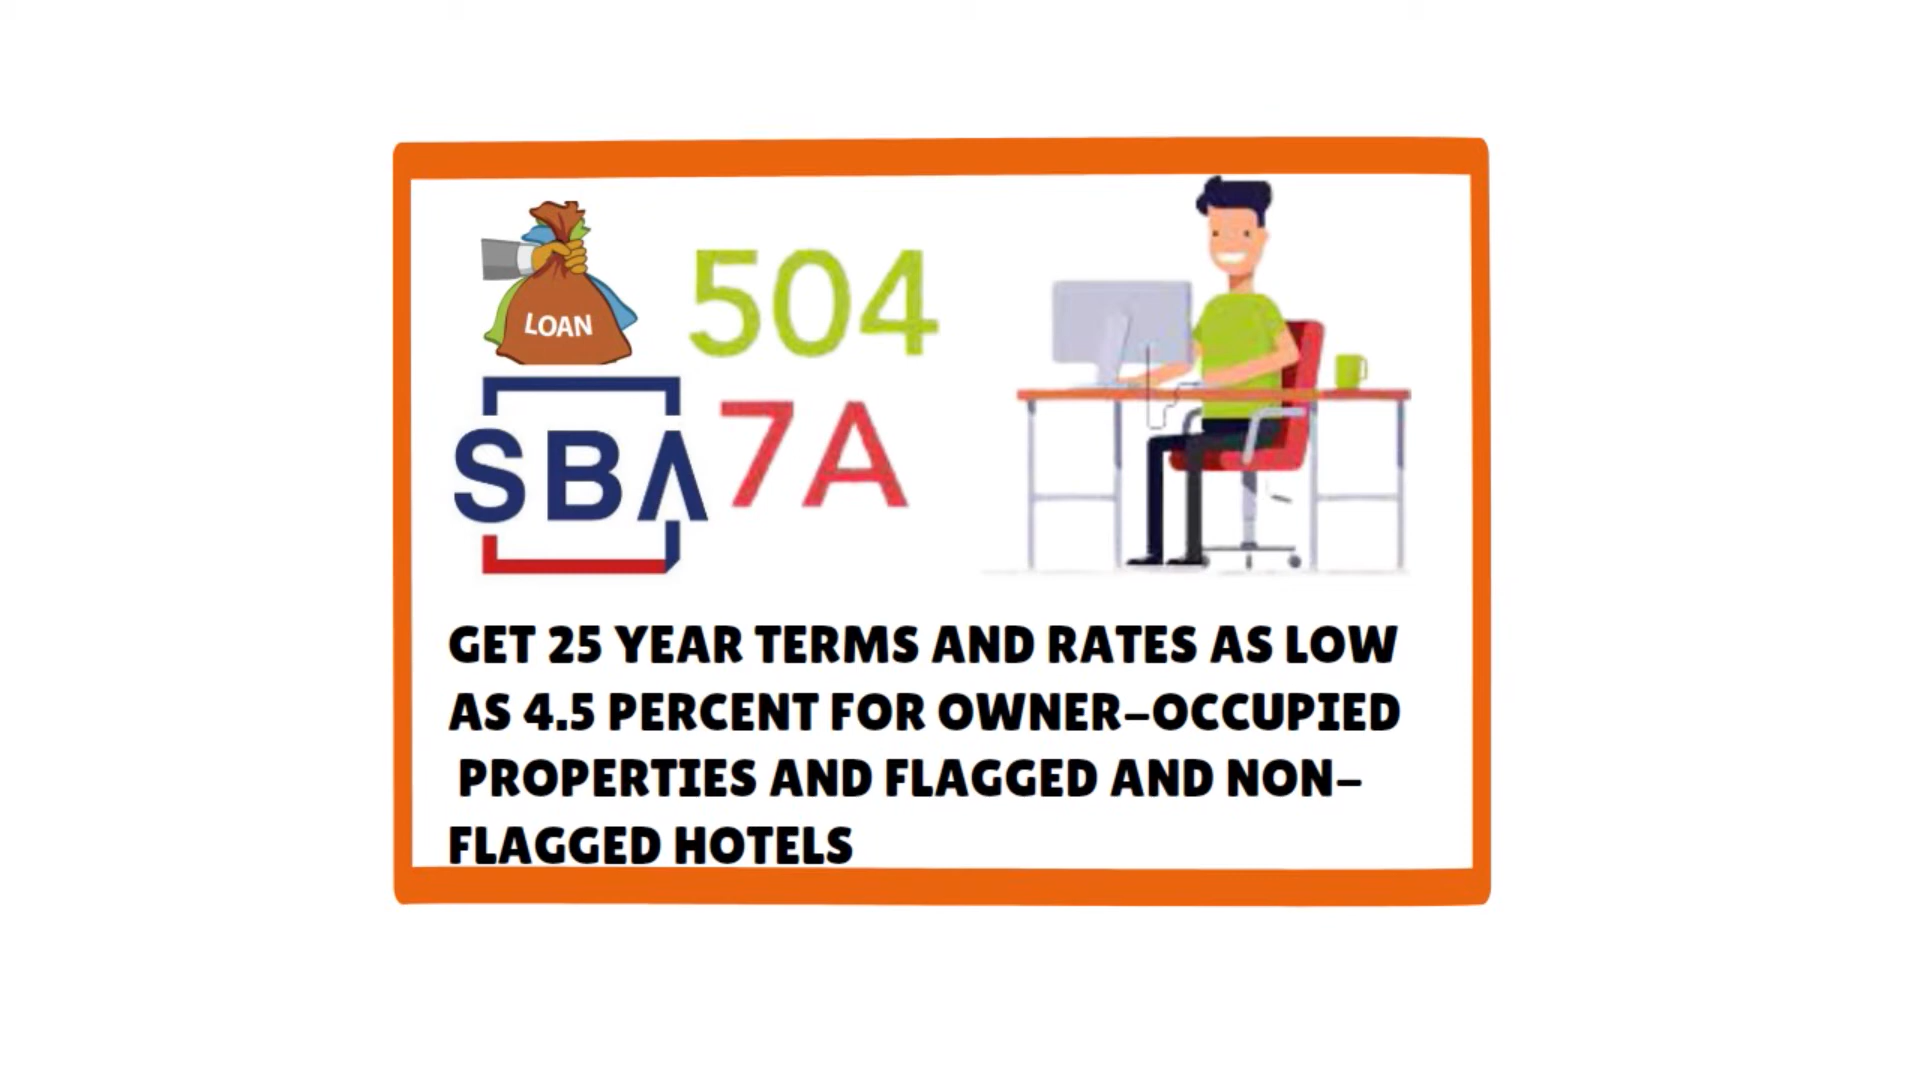 LOAN
504
SBA
7A
GET 25 YEAR TERMS AND RATES AS LOW
AS 4.5 PERCENT FOR OWNER-OCCUPIED
PROPERTIES AND FLAGGED AND NON-
FLAGGED HOTELS